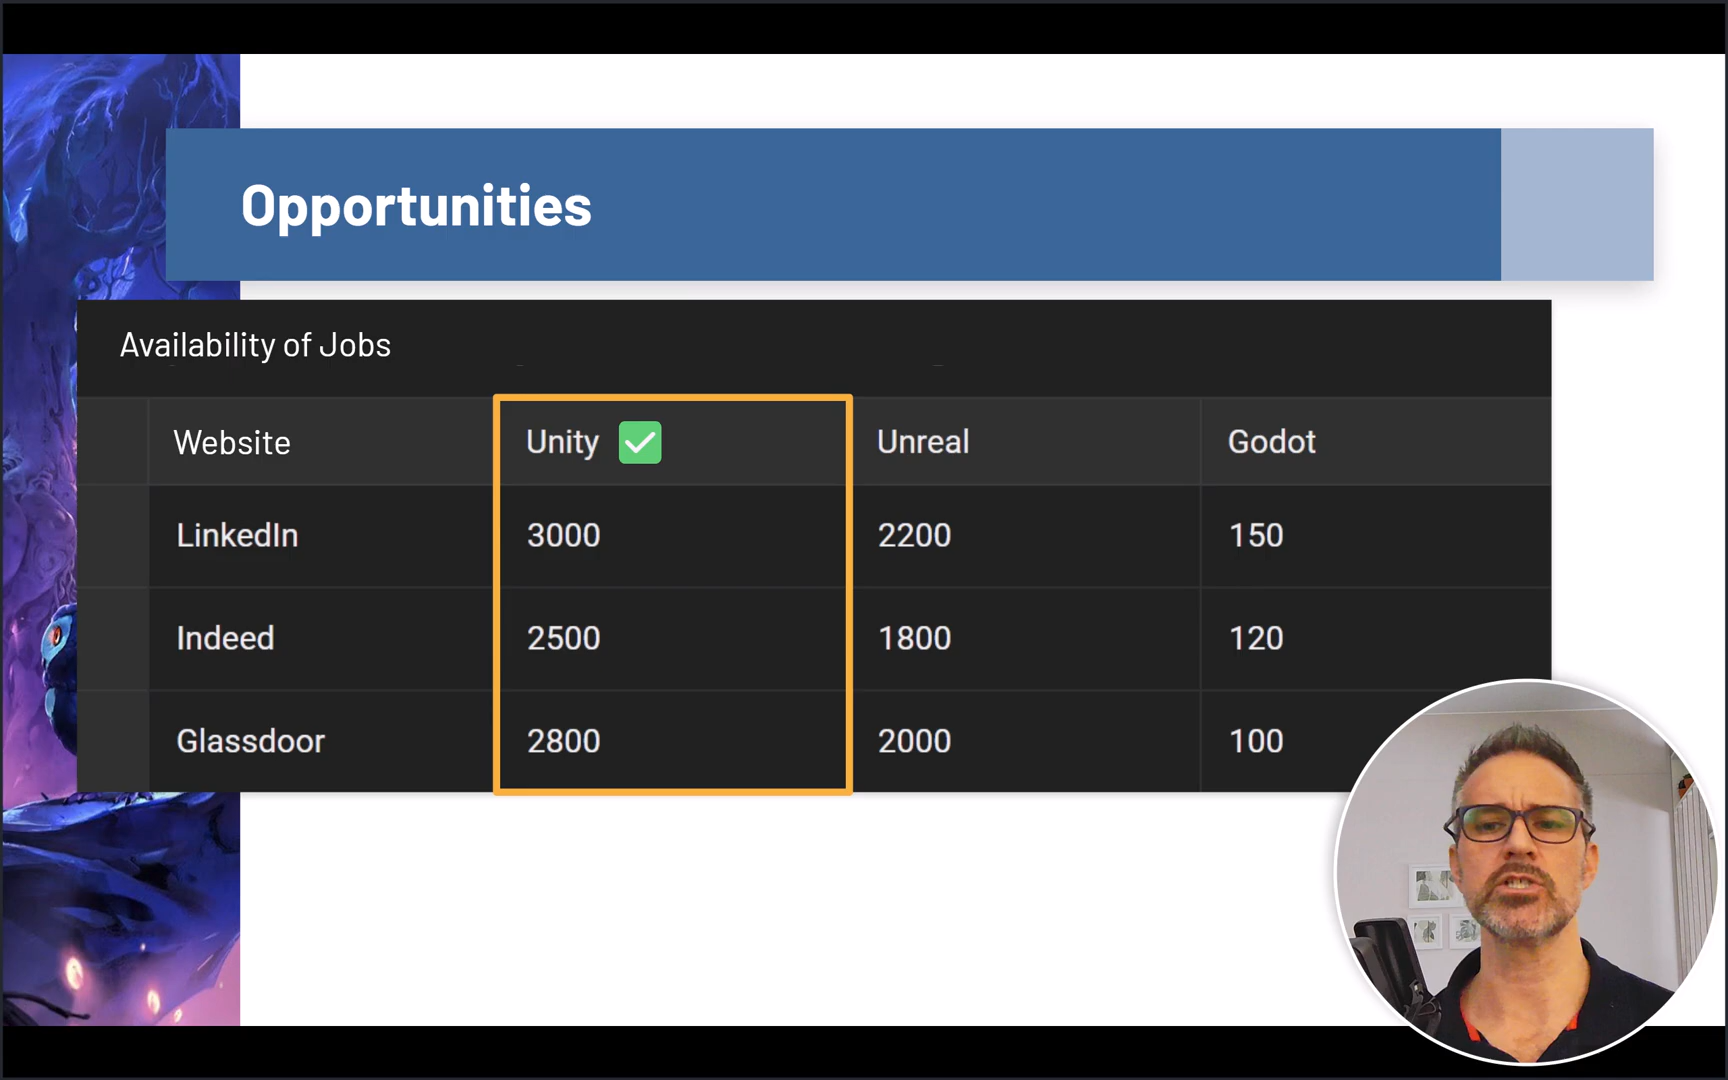 Opportunities
Availability of Jobs
Website Unity ✅ Unreal Godot
LinkedIn 3000 2200 150
Indeed 2500 1800 120
Glassdoor 2800 2000 100